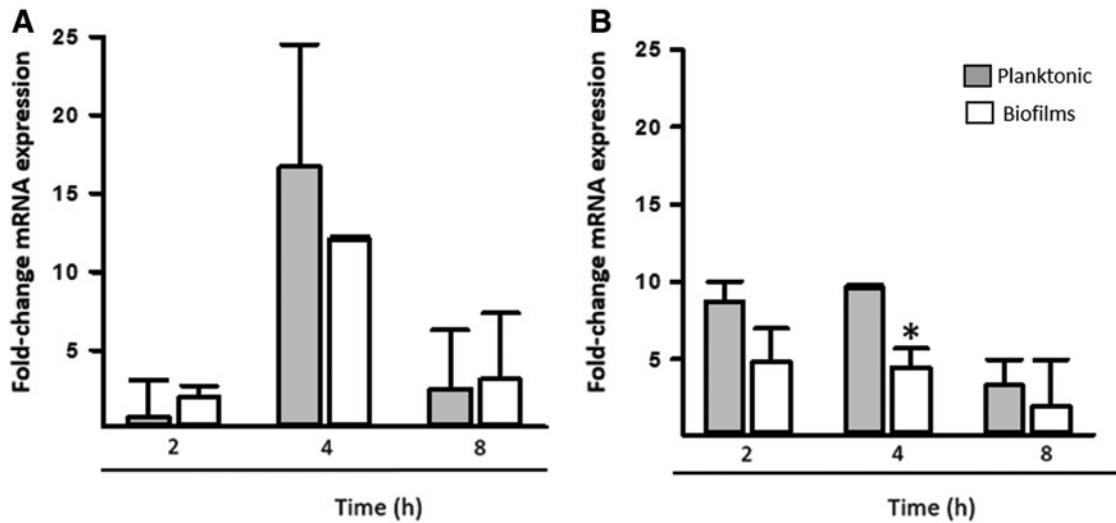 A
Fold-change mRNA expression
25
20
15
10
5
2 4 8
Time (h)
B
Fold-change mRNA expression
25
20
15
10
5
Planktonic
Biofilms
*
2 4 8
Time (h)